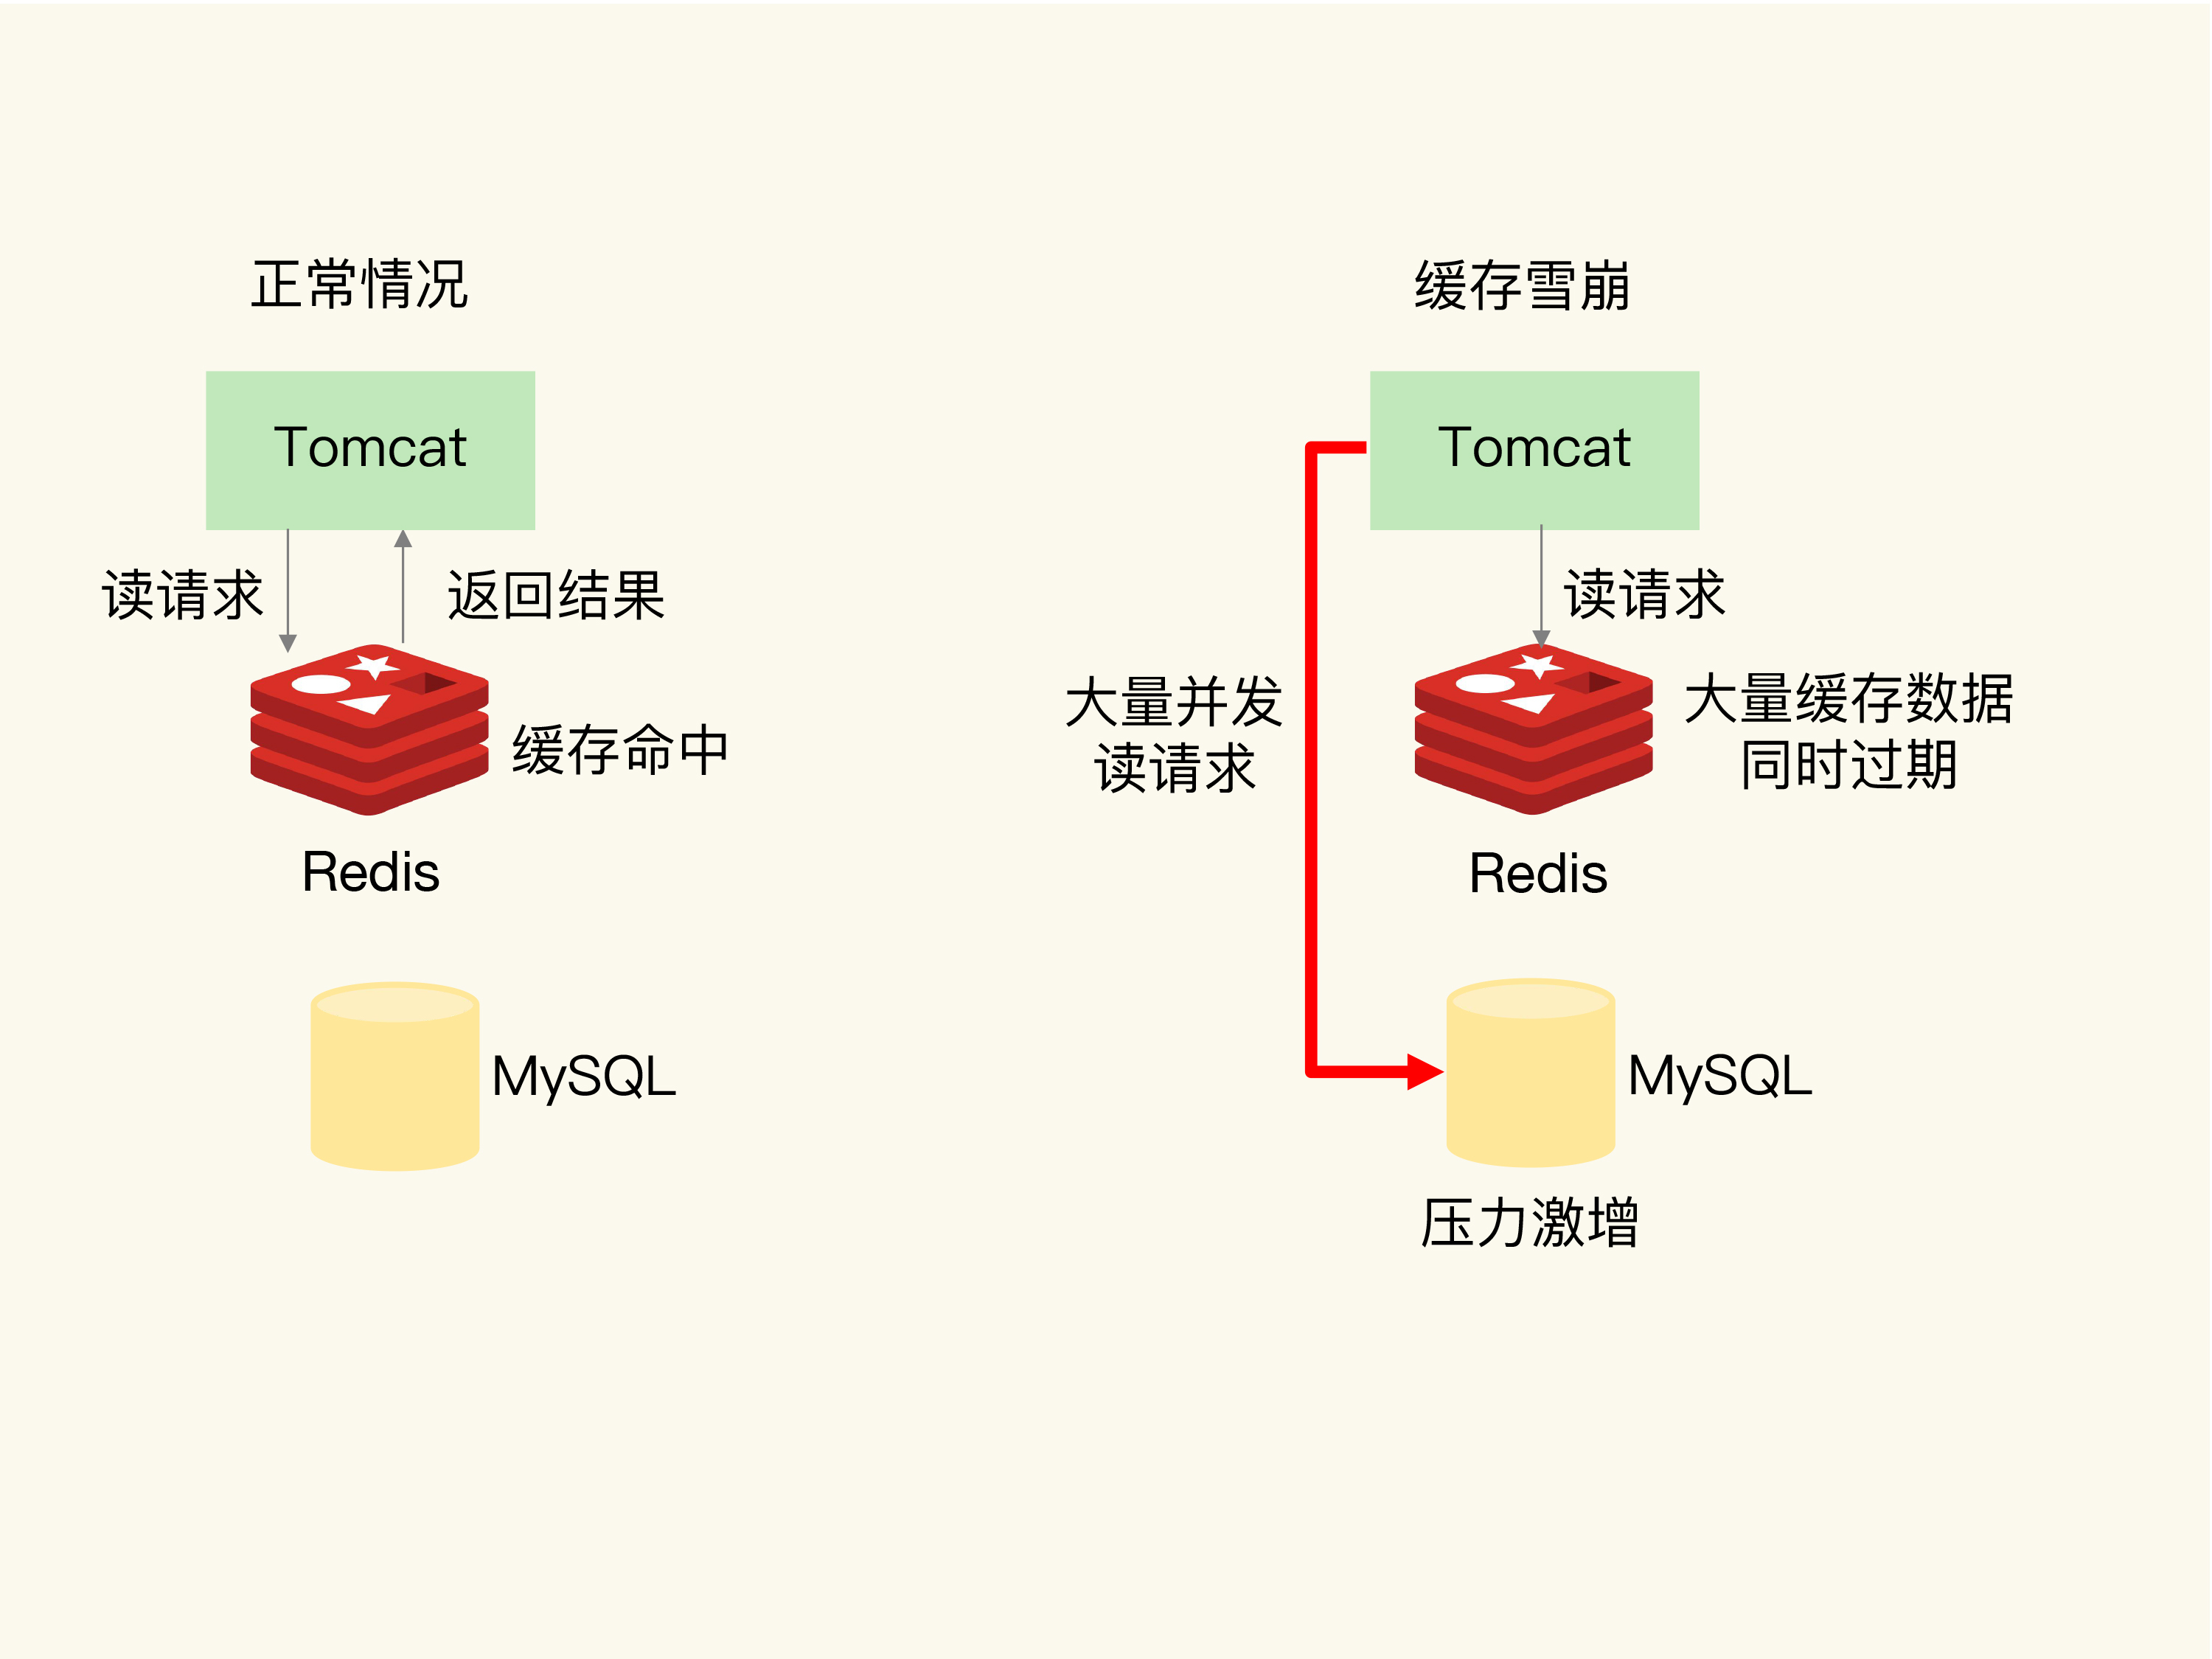 正常情况
Tomcat
读请求
返回结果
缓存命中
Redis
MySQL
缓存雪崩
Tomcat
读请求
大量并发
读请求
大量缓存数据
同时过期
Redis
MySQL
压力激增